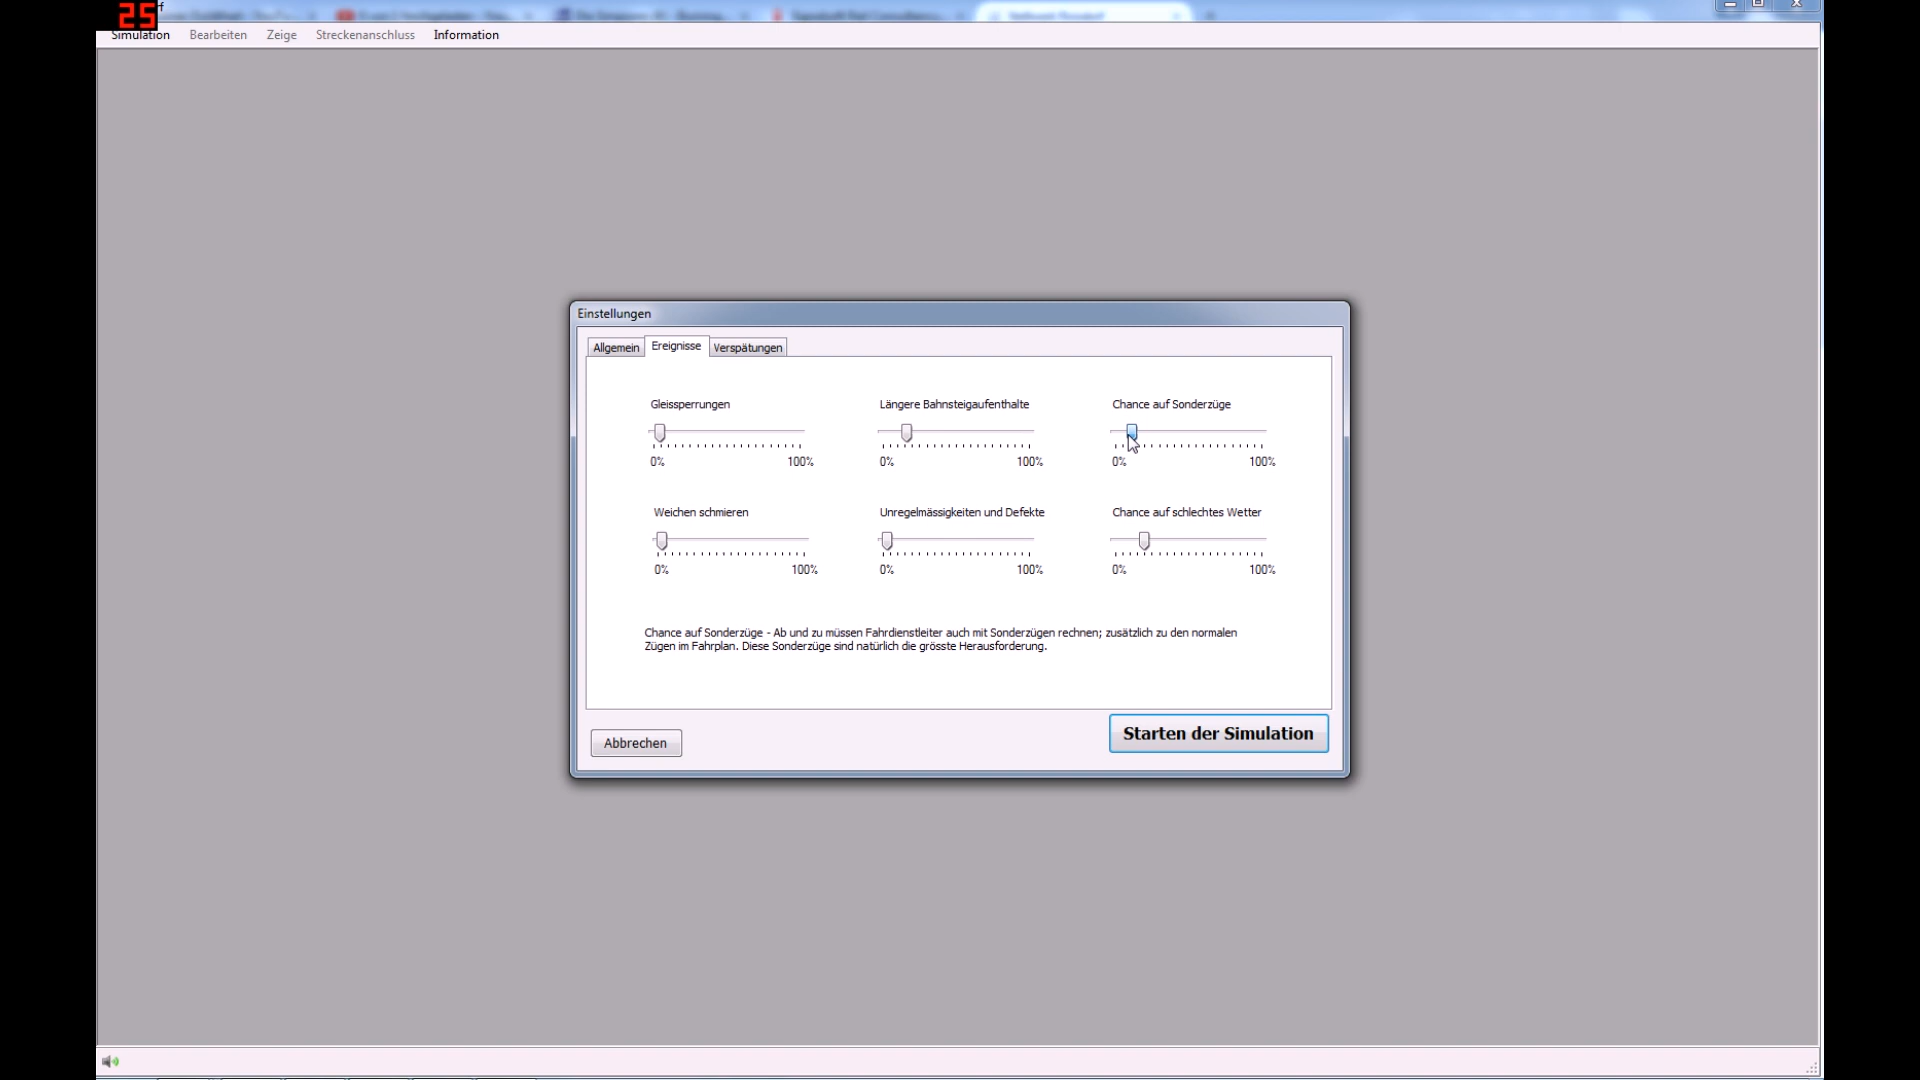 25
Simulation Bearbeiten Zeige Streckenanschluss Information
Einstellungen
Allgemein Ereignisse Verspätungen
Gleissperrungen Längere Bahnsteigaufenthalte Chance auf Sonderzüge
0% 100% 0% 100% 0% 100%
Weichen schmieren Unregelmässigkeiten und Defekte Chance auf schlechtes Wetter
0% 100% 0% 100% 0% 100%
Chance auf Sonderzüge - Ab und zu müssen Fahrdienstleiter auch mit Sonderzügen rechnen; zusätzlich zu den normalen
Zügen im Fahrplan. Diese Sonderzüge sind natürlich die grösste Herausforderung.
Abbrechen Starten der Simulation